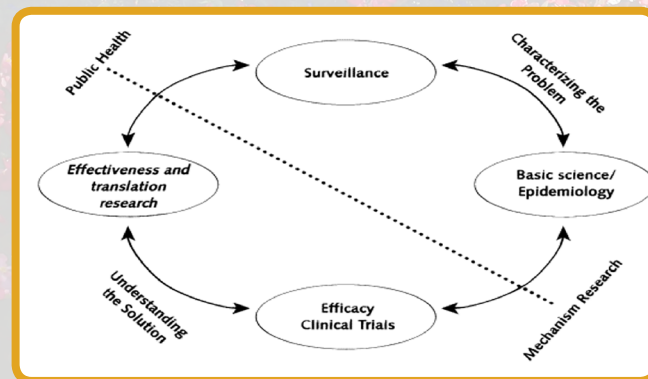 Public Health
Surveillance
Characterizing the
Problem
Effectiveness and
translation
research
Basic science/
Epidemiology
Understanding
the Solution
Efficacy
Clinical Trials
Mechanism Research